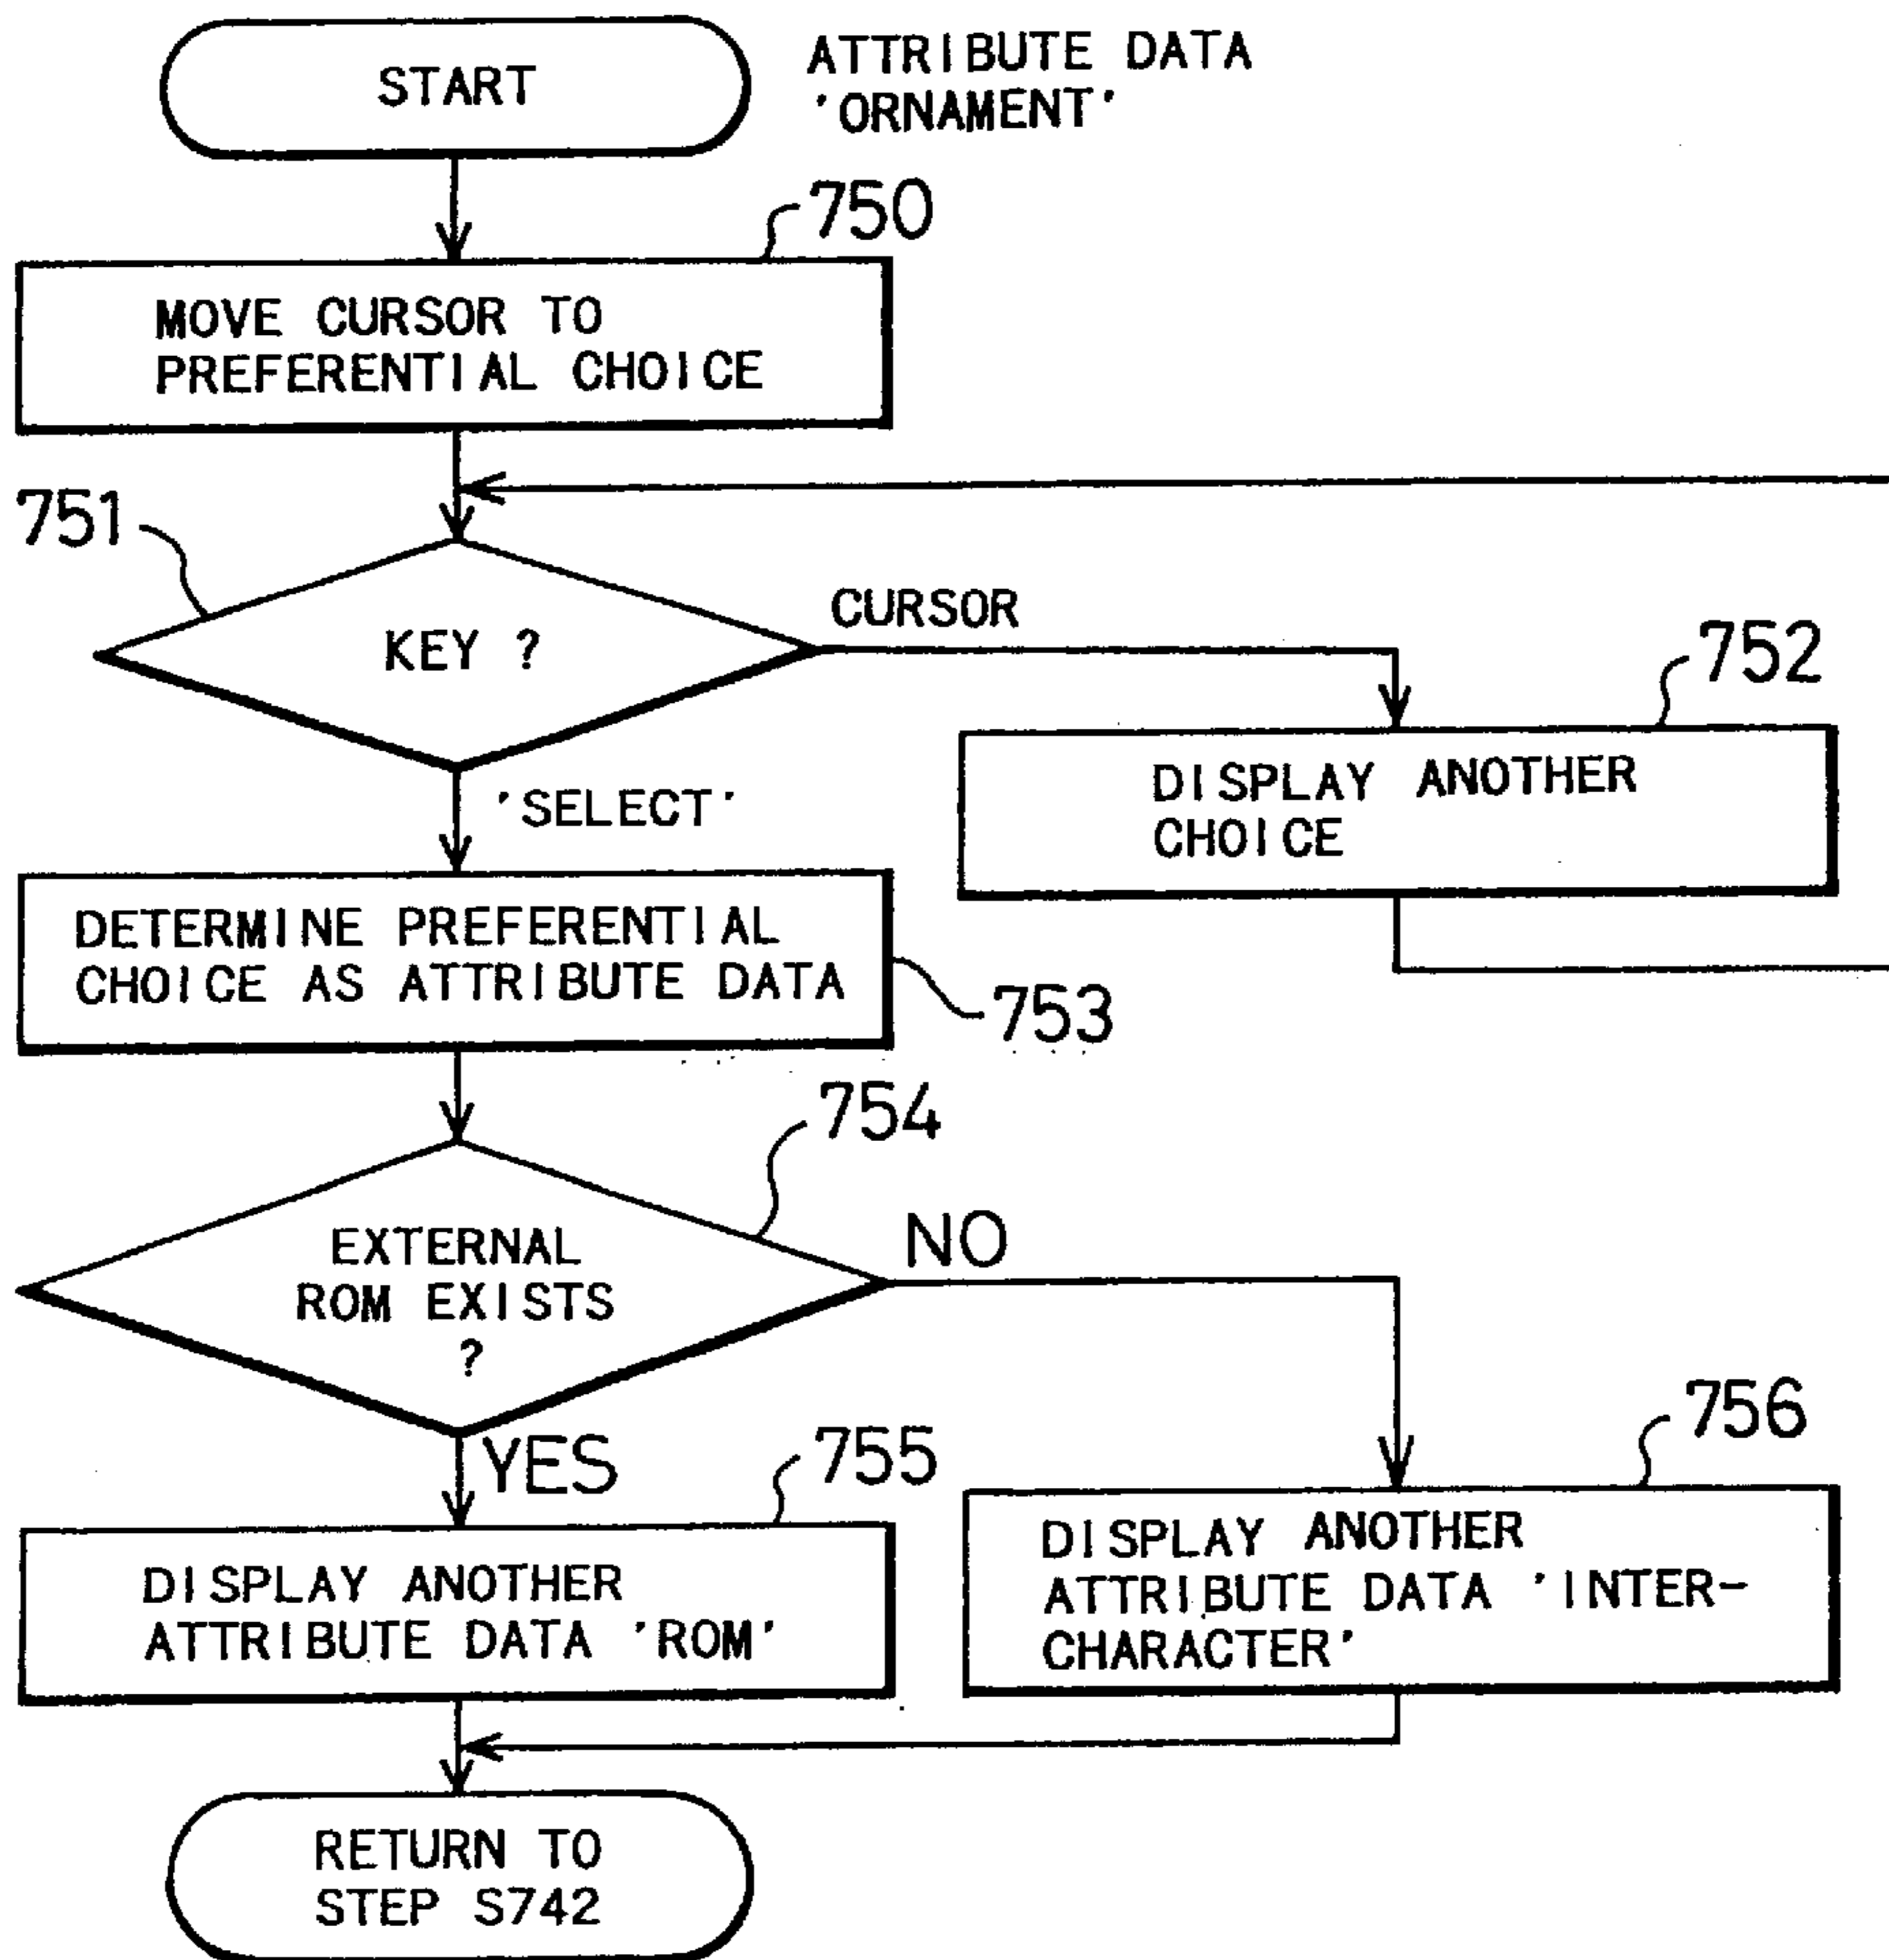 START
ATTRIBUTE DATA
'ORNAMENT'
750
MOVE CURSOR TO
PREFERENTIAL CHOICE
751
KEY ?
CURSOR
752
DISPLAY ANOTHER
CHOICE
'SELECT'
DETERMINE PREFERENTIAL
CHOICE AS ATTRIBUTE DATA
753
754
EXTERNAL
ROM EXISTS
?
NO
YES
755
DISPLAY ANOTHER
ATTRIBUTE DATA 'ROM'
756
DISPLAY ANOTHER
ATTRIBUTE DATA 'INTER-
CHARACTER'
RETURN TO
STEP S742